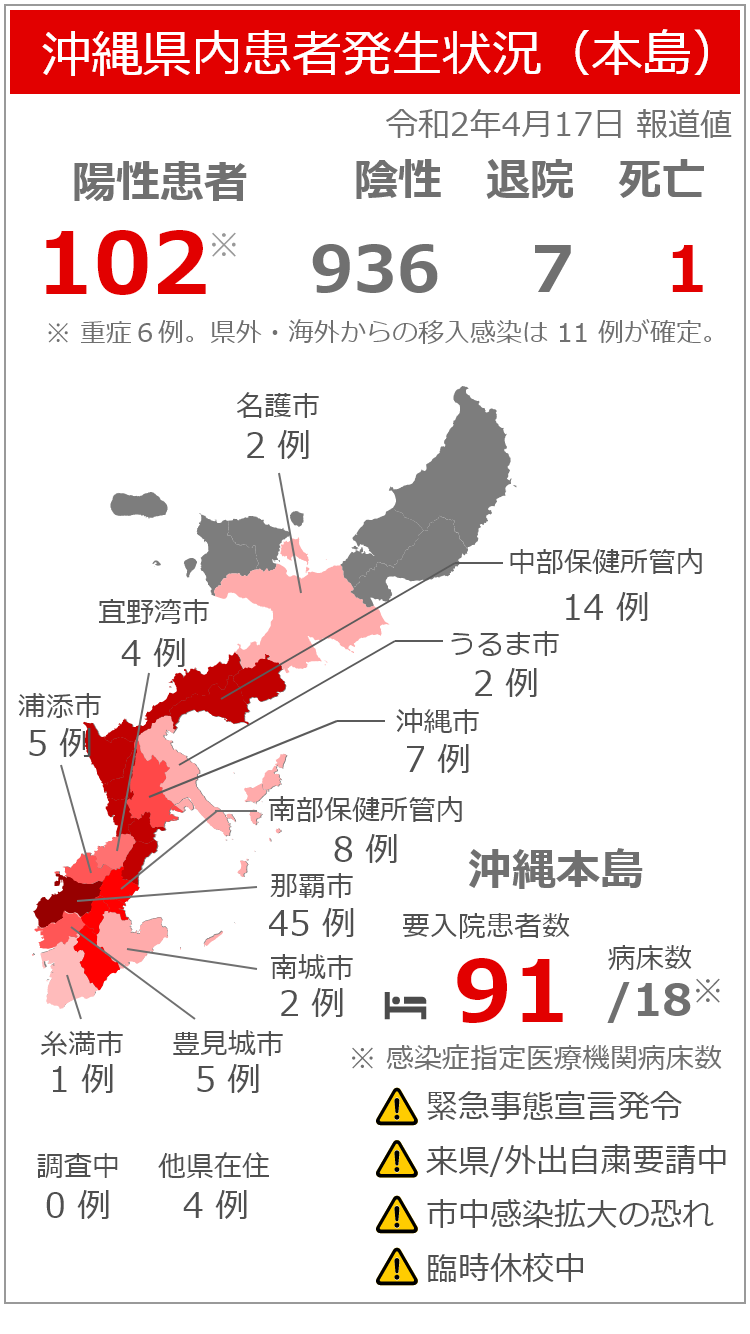 沖縄県内患者発生状況（本島）
令和2年4月17日 報道値
陽性患者 陰性 退院 死亡
102※ 936 7 1
※ 重症６例。県外・海外からの移入感染は 11 例が確定。
名護市
2 例
中部保健所管内
14 例
宜野湾市
4 例
うるま市
2 例
浦添市
5 例
沖縄市
7 例
南部保健所管内
8 例
那覇市
45 例
南城市
2 例
糸満市
1 例
豊見城市
5 例
調査中
0 例
他県在住
4 例
沖縄本島
要入院患者数
91
病床数
/18※
※ 感染症指定医療機関病床数
緊急事態宣言発令
来県/外出自粛要請中
市中感染拡大の恐れ
臨時休校中